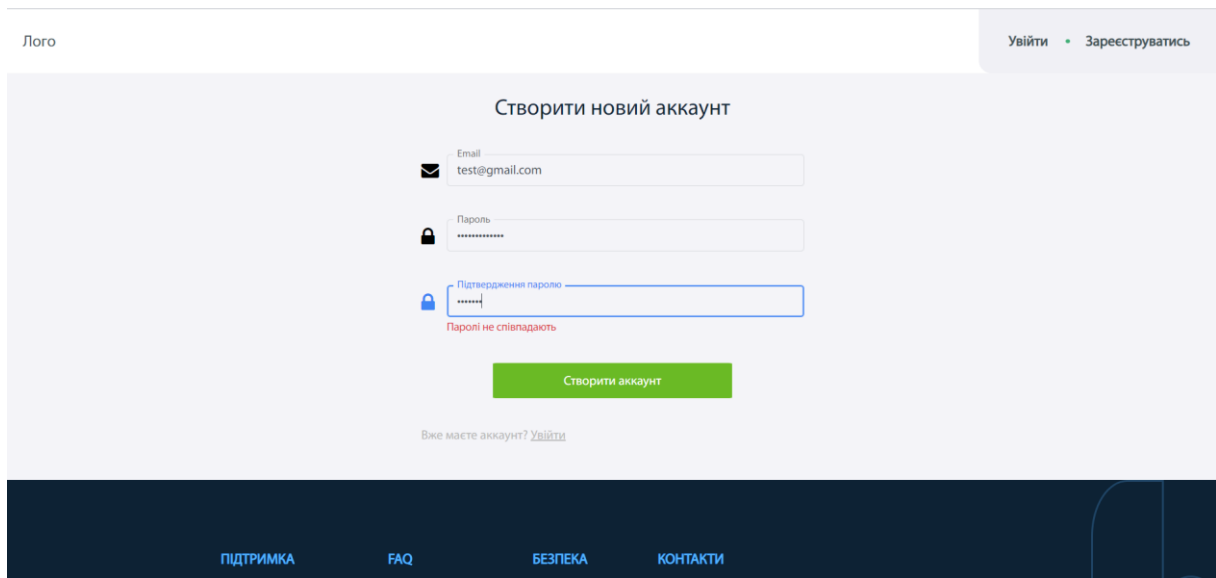 Лого
Увійти • Зареєструватись
Створити новий аккаунт
Email
test@gmail.com
Пароль
•••••••••••••
Підтвердження паролю
•••••••
Паролі не співпадають
Створити аккаунт
Вже маєте аккаунт? Увійти
ПІДТРИМКА FAQ БЕЗПЕКА КОНТАКТИ